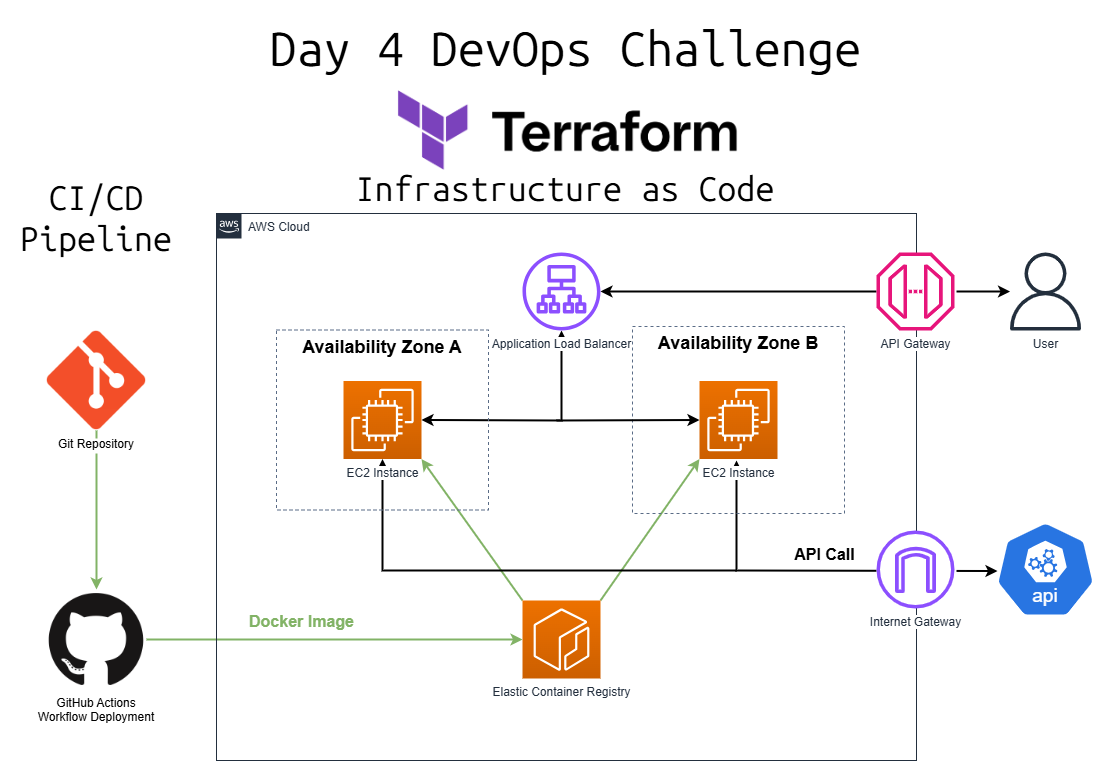 Day 4 DevOps Challenge
Terraform
Infrastructure as Code
CI/CD
Pipeline
aws
AWS Cloud
Application Load Balancer
API Gateway
User
Availability Zone A
Availability Zone B
Git Repository
EC2 Instance
EC2 Instance
API Call
api
Internet Gateway
Docker Image
Elastic Container Registry
GitHub Actions
Workflow Deployment